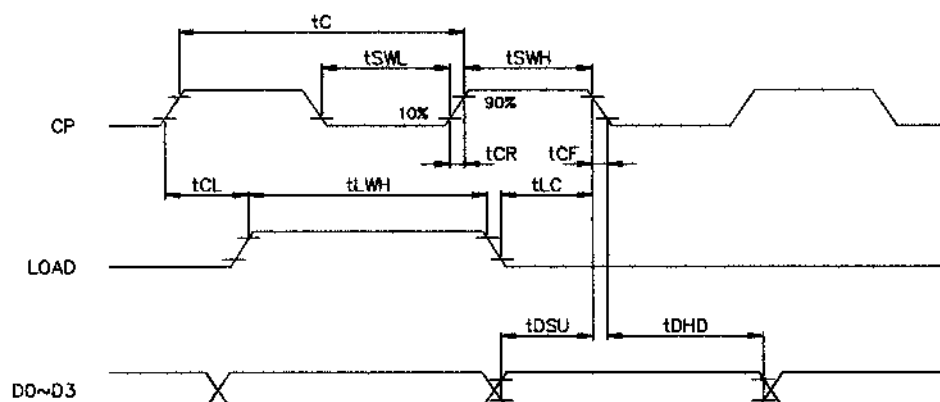 tC
tSWL tSWH
CP 10% 90%
tCR tCF
tCL tLWH tLC
LOAD
tDSU tDHD
D0~D3